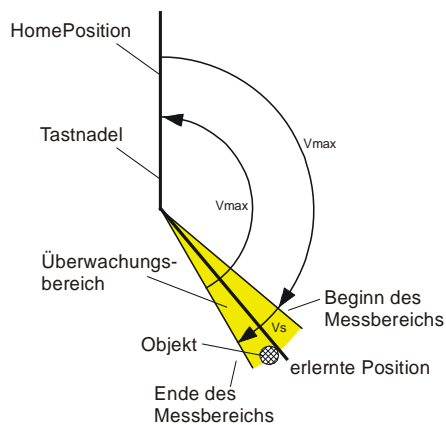 HomePosition
Tastnadel
Vmax
Vmax
Überwachungs-
bereich
Beginn des
Messbereichs
Vs
Objekt
erlernte Position
Ende des
Messbereichs